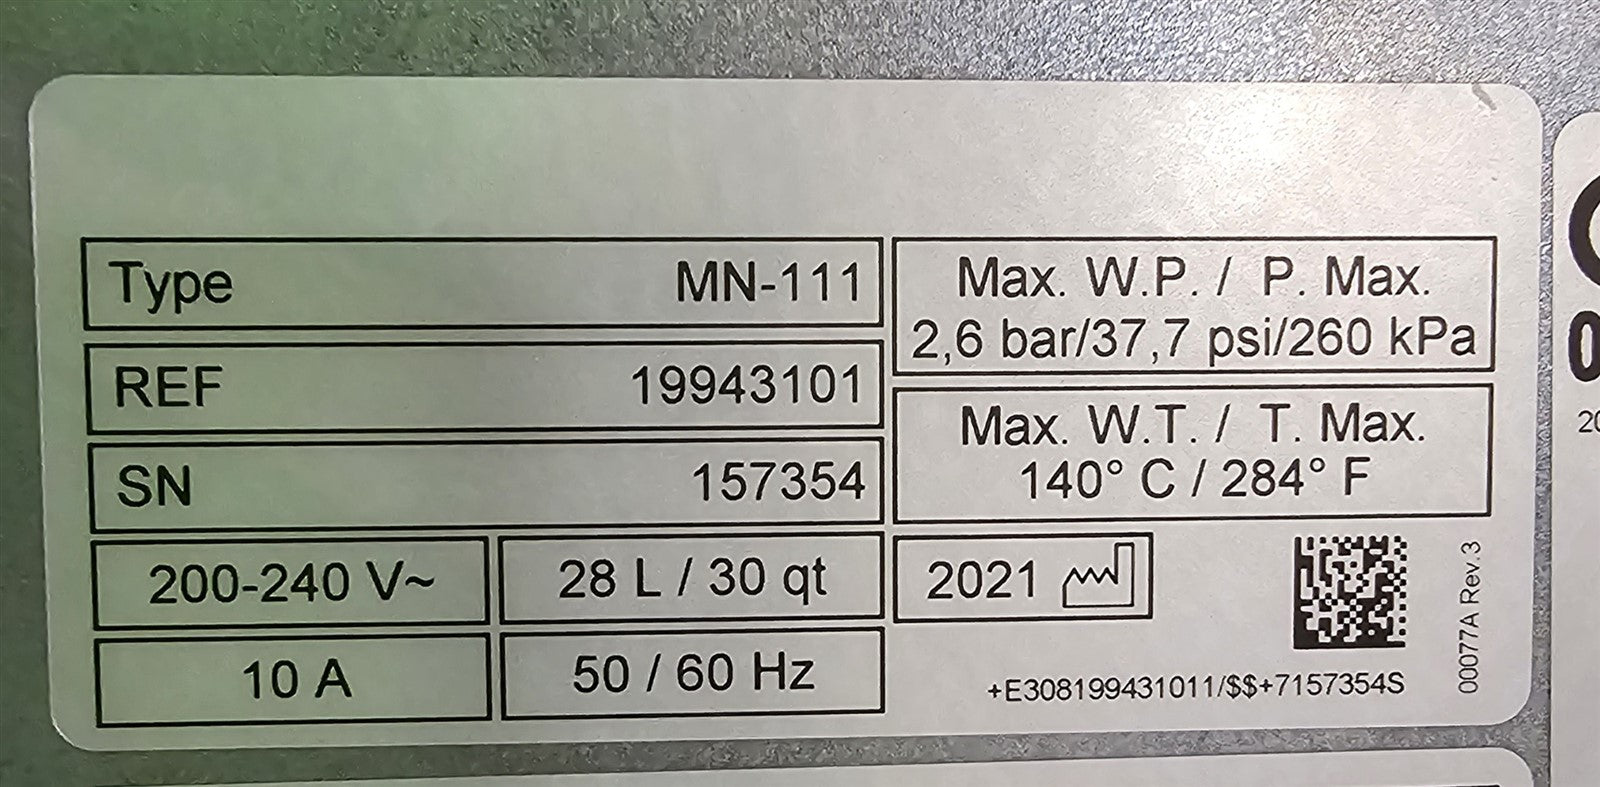 Type MN-111
REF 19943101
SN 157354
200-240 V~ 28 L / 30 qt
10 A 50 / 60 Hz
Max. W.P. / P. Max.
2,6 bar/37,7 psi/260 kPa
Max. W.T. / T. Max.
140° C / 284° F
2021
+E308199431011/$$+7157354S
00077A Rev.3